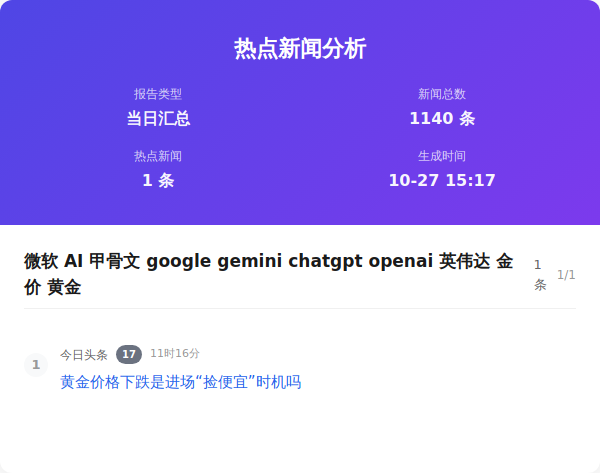 热点新闻分析
报告类型
新闻总数
当日汇总
1140 条
热点新闻
生成时间
1 条
10-27 15:17
微软 AI 甲骨文 google gemini chatgpt openai 英伟达 金
价 黄金
1
条
1/1
1
今日头条 17 11时16分
黄金价格下跌是进场“捡便宜”时机吗